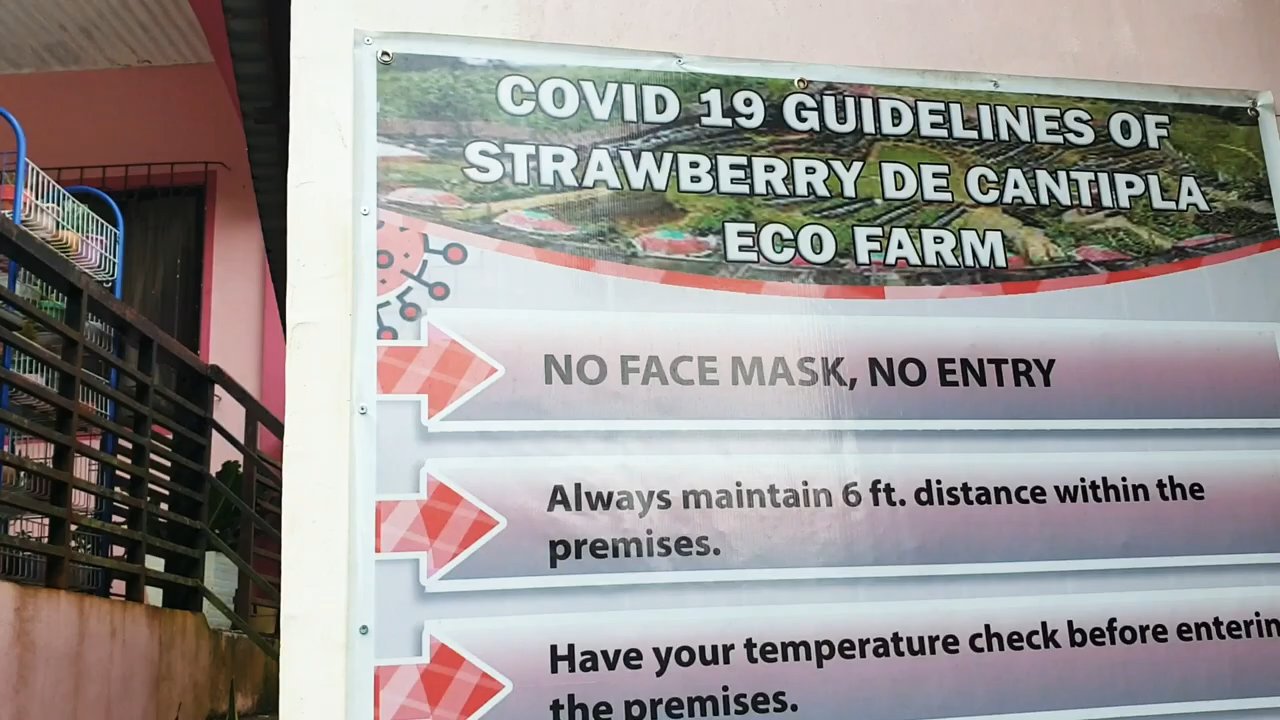 COVID 19 GUIDELINES OF
STRAWBERRY DE CANTIPLA
ECO FARM
NO FACE MASK, NO ENTRY
Always maintain 6 ft. distance within the
premises.
Have your temperature check before enterin
the premises.